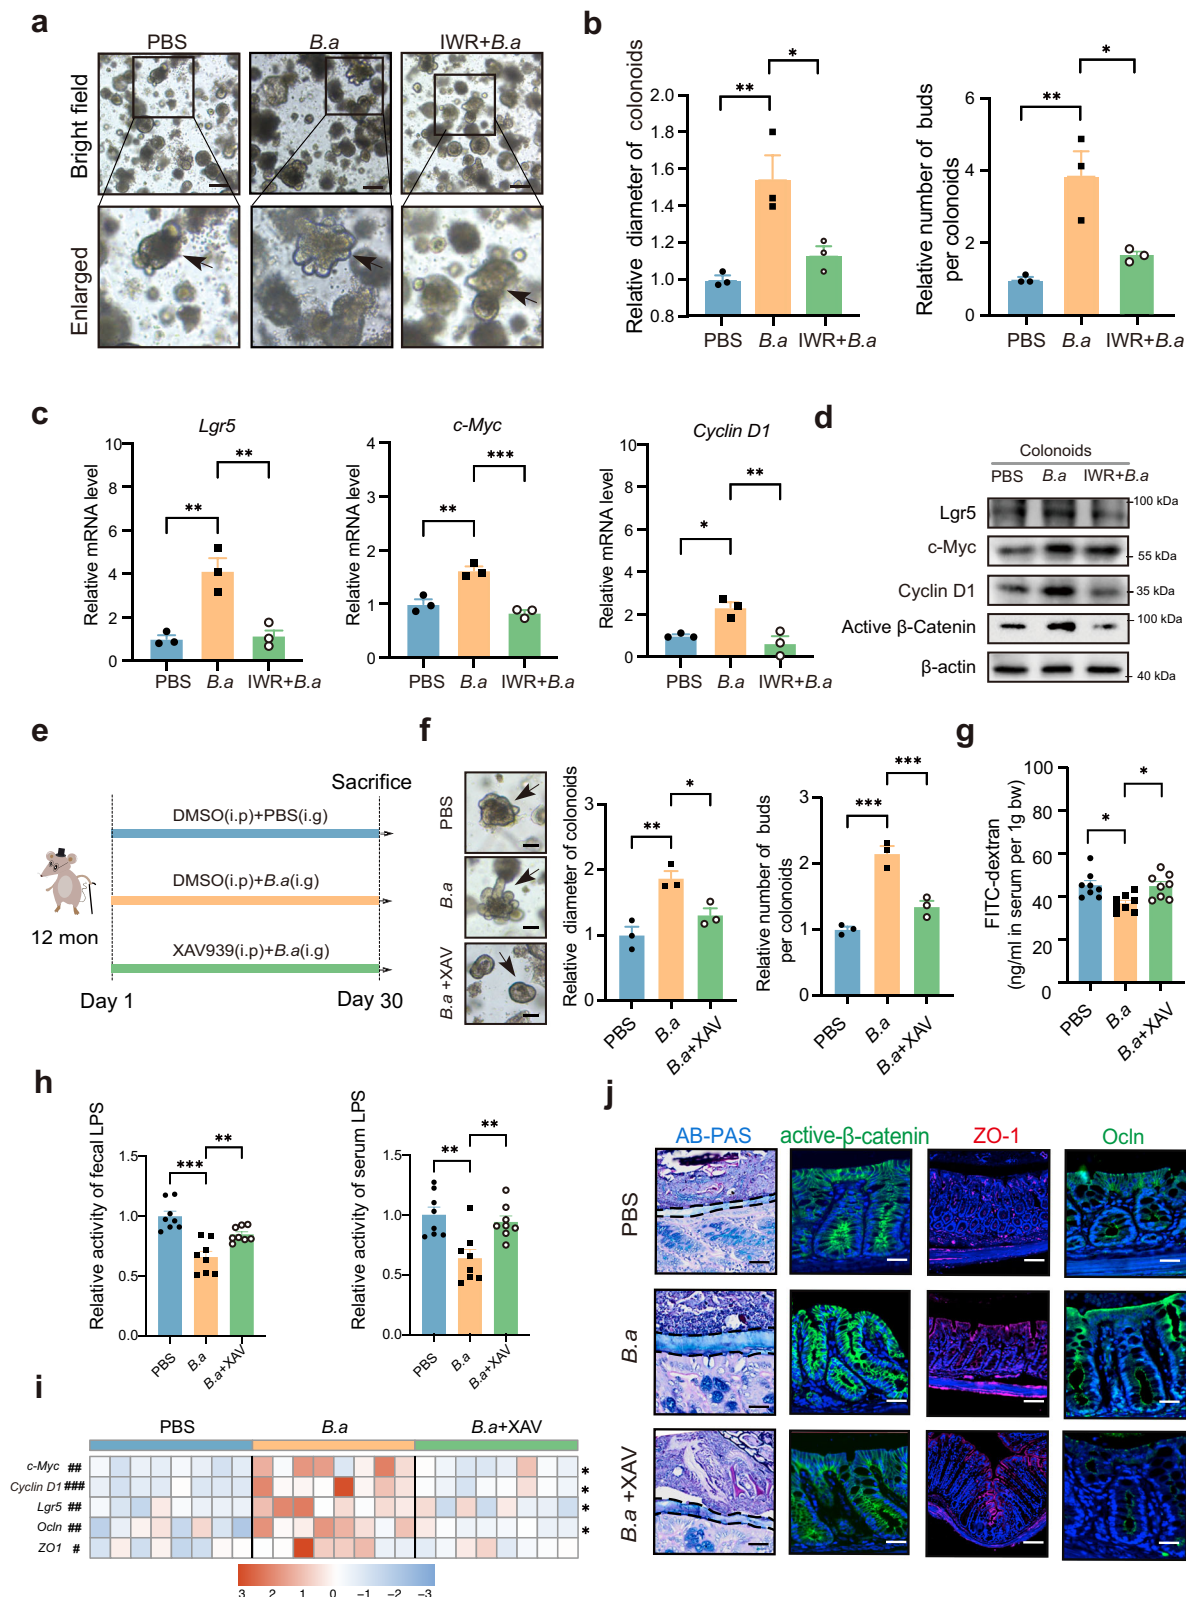 a
PBS
B.a
IWR+B.a
Bright field
Enlarged
b
Relative diameter of colonoids
2.0
1.8
1.6
1.4
1.2
1.0
0.8
**
*
PBS
B.a
IWR+B.a
Relative number of buds
per colonoids
6
4
2
0
**
*
PBS
B.a
IWR+B.a
c
Lgr5
Relative mRNA level
10
8
6
4
2
0
**
**
PBS
B.a
IWR+B.a
c-Myc
Relative mRNA level
4
3
2
1
0
**
***
PBS
B.a
IWR+B.a
Cyclin D1
Relative mRNA level
10
8
6
4
2
0
*
**
PBS
B.a
IWR+B.a
d
Colonoids
PBS
B.a
IWR+B.a
Lgr5
100 kDa
c-Myc
55 kDa
Cyclin D1
35 kDa
Active β-Catenin
100 kDa
β-actin
40 kDa
e
Sacrifice
DMSO(i.p)+PBS(i.g)
DMSO(i.p)+B.a(i.g)
XAV939(i.p)+B.a(i.g)
12 mon
Day 1
Day 30
f
PBS
B.a
B.a +XAV
Relative diameter of colonoids
3
2
1
0
**
*
PBS
B.a
B.a+XAV
Relative number of buds
per colonoids
3
2
1
0
***
***
PBS
B.a
B.a+XAV
g
FITC-dextran
(ng/ml in serum per 1g bw)
100
80
60
40
20
0
*
*
PBS
B.a
B.a+XAV
h
Relative activity of fecal LPS
1.5
1.0
0.5
0.0
***
**
PBS
B.a
B.a+XAV
Relative activity of serum LPS
1.5
1.0
0.5
0.0
**
**
PBS
B.a
B.a+XAV
i
PBS
B.a
B.a+XAV
c-Myc ## *
Cyclin D1 ### *
Lgr5 ## *
Ocln ## *
ZO1 #
3 2 1 0 −1 −2 −3
j
AB-PAS
active-β-catenin
ZO-1
Ocln
PBS
B.a
B.a +XAV